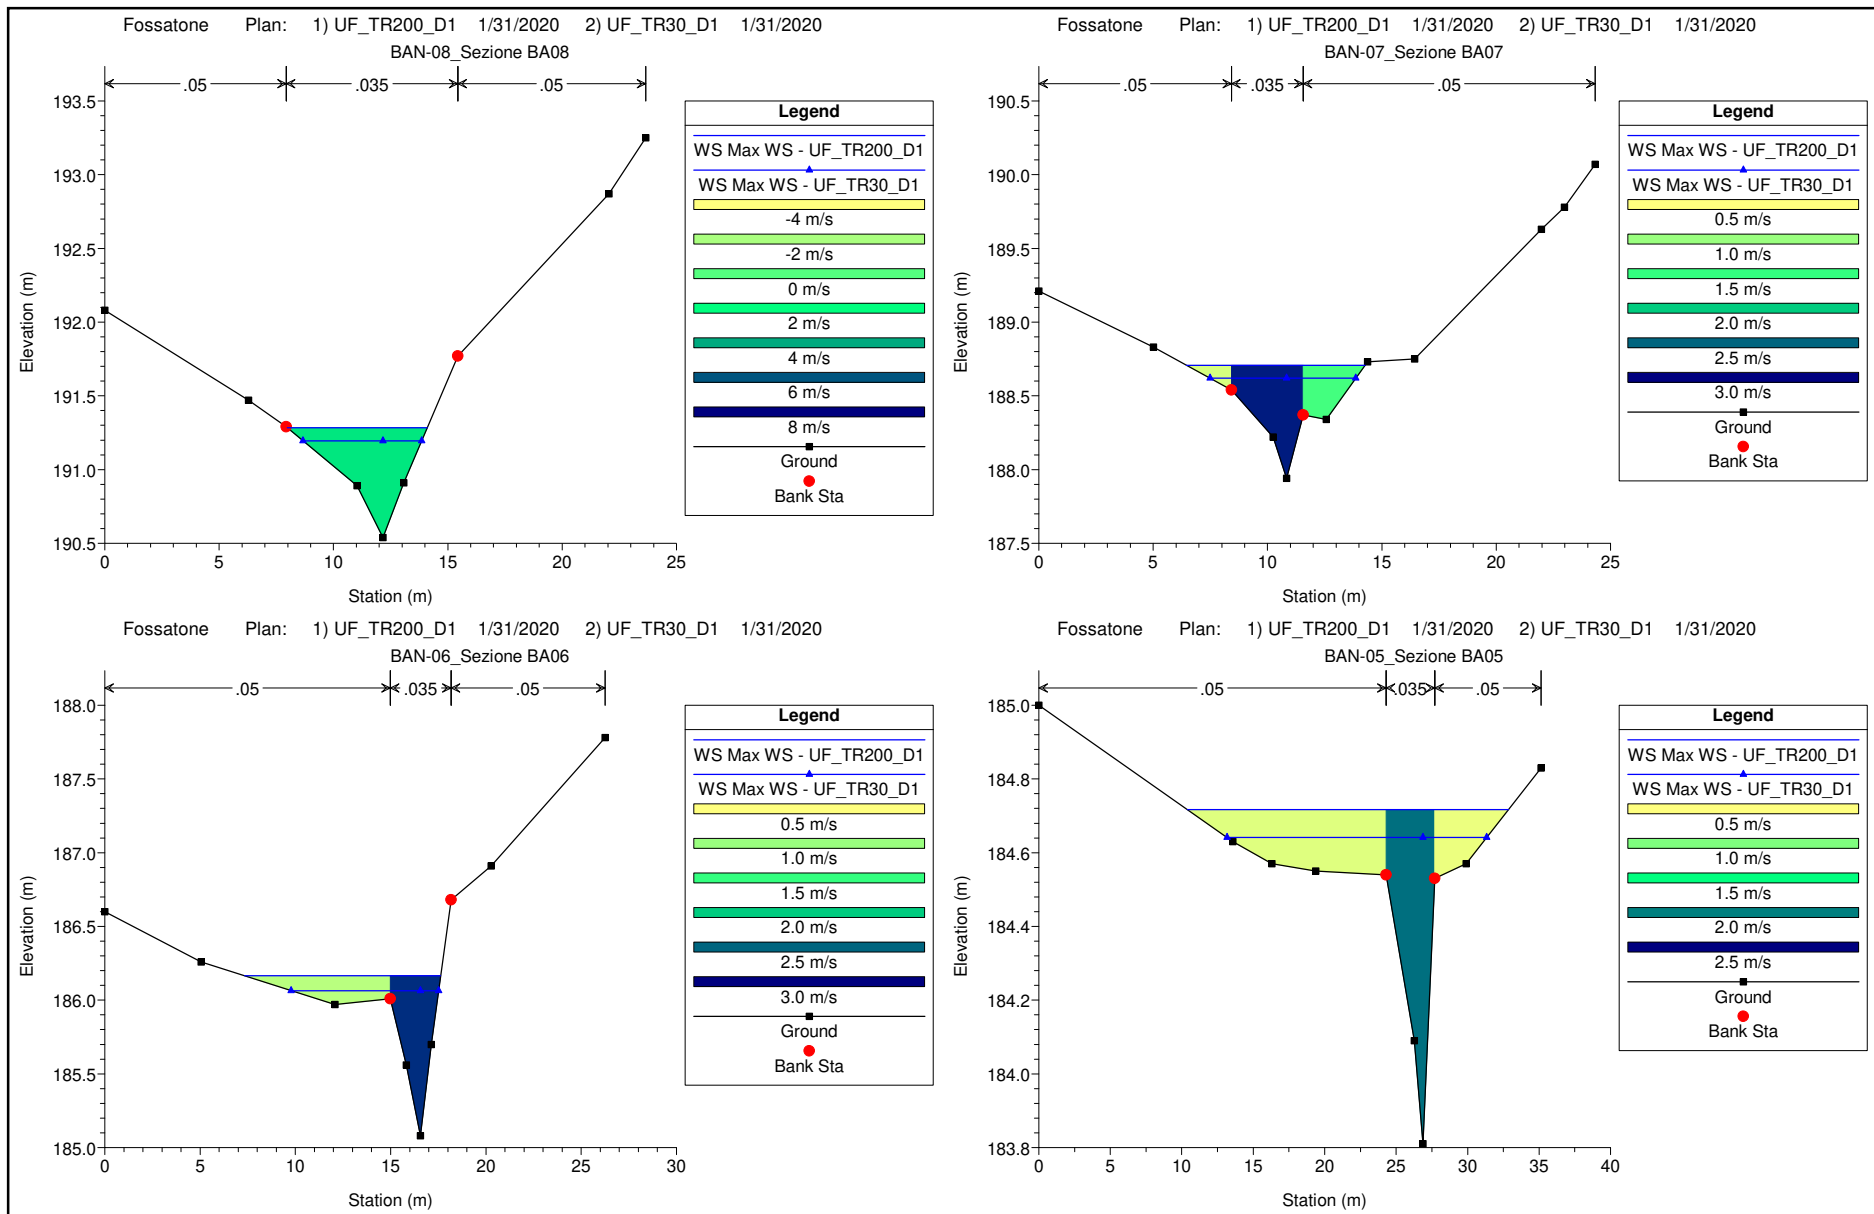 Fossatone Plan: 1) UF_TR200_D1 1/31/2020 2) UF_TR30_D1 1/31/2020
BAN-08_Sezione BA08
.05 .035 .05
193.5
193.0
192.5
192.0
191.5
191.0
190.5
0 5 10 15 20 25
Station (m)
Elevation (m)
Legend
WS Max WS - UF_TR200_D1
WS Max WS - UF_TR30_D1
-4 m/s
-2 m/s
0 m/s
2 m/s
4 m/s
6 m/s
8 m/s
Ground
Bank Sta
Fossatone Plan: 1) UF_TR200_D1 1/31/2020 2) UF_TR30_D1 1/31/2020
BAN-07_Sezione BA07
.05 .035 .05
190.5
190.0
189.5
189.0
188.5
188.0
187.5
0 5 10 15 20 25
Station (m)
Elevation (m)
Legend
WS Max WS - UF_TR200_D1
WS Max WS - UF_TR30_D1
0.5 m/s
1.0 m/s
1.5 m/s
2.0 m/s
2.5 m/s
3.0 m/s
Ground
Bank Sta
Fossatone Plan: 1) UF_TR200_D1 1/31/2020 2) UF_TR30_D1 1/31/2020
BAN-06_Sezione BA06
.05 .035 .05
188.0
187.5
187.0
186.5
186.0
185.5
185.0
0 5 10 15 20 25 30
Station (m)
Elevation (m)
Legend
WS Max WS - UF_TR200_D1
WS Max WS - UF_TR30_D1
0.5 m/s
1.0 m/s
1.5 m/s
2.0 m/s
2.5 m/s
3.0 m/s
Ground
Bank Sta
Fossatone Plan: 1) UF_TR200_D1 1/31/2020 2) UF_TR30_D1 1/31/2020
BAN-05_Sezione BA05
.05 .035 .05
185.0
184.8
184.6
184.4
184.2
184.0
183.8
0 5 10 15 20 25 30 35 40
Station (m)
Elevation (m)
Legend
WS Max WS - UF_TR200_D1
WS Max WS - UF_TR30_D1
0.5 m/s
1.0 m/s
1.5 m/s
2.0 m/s
2.5 m/s
Ground
Bank Sta